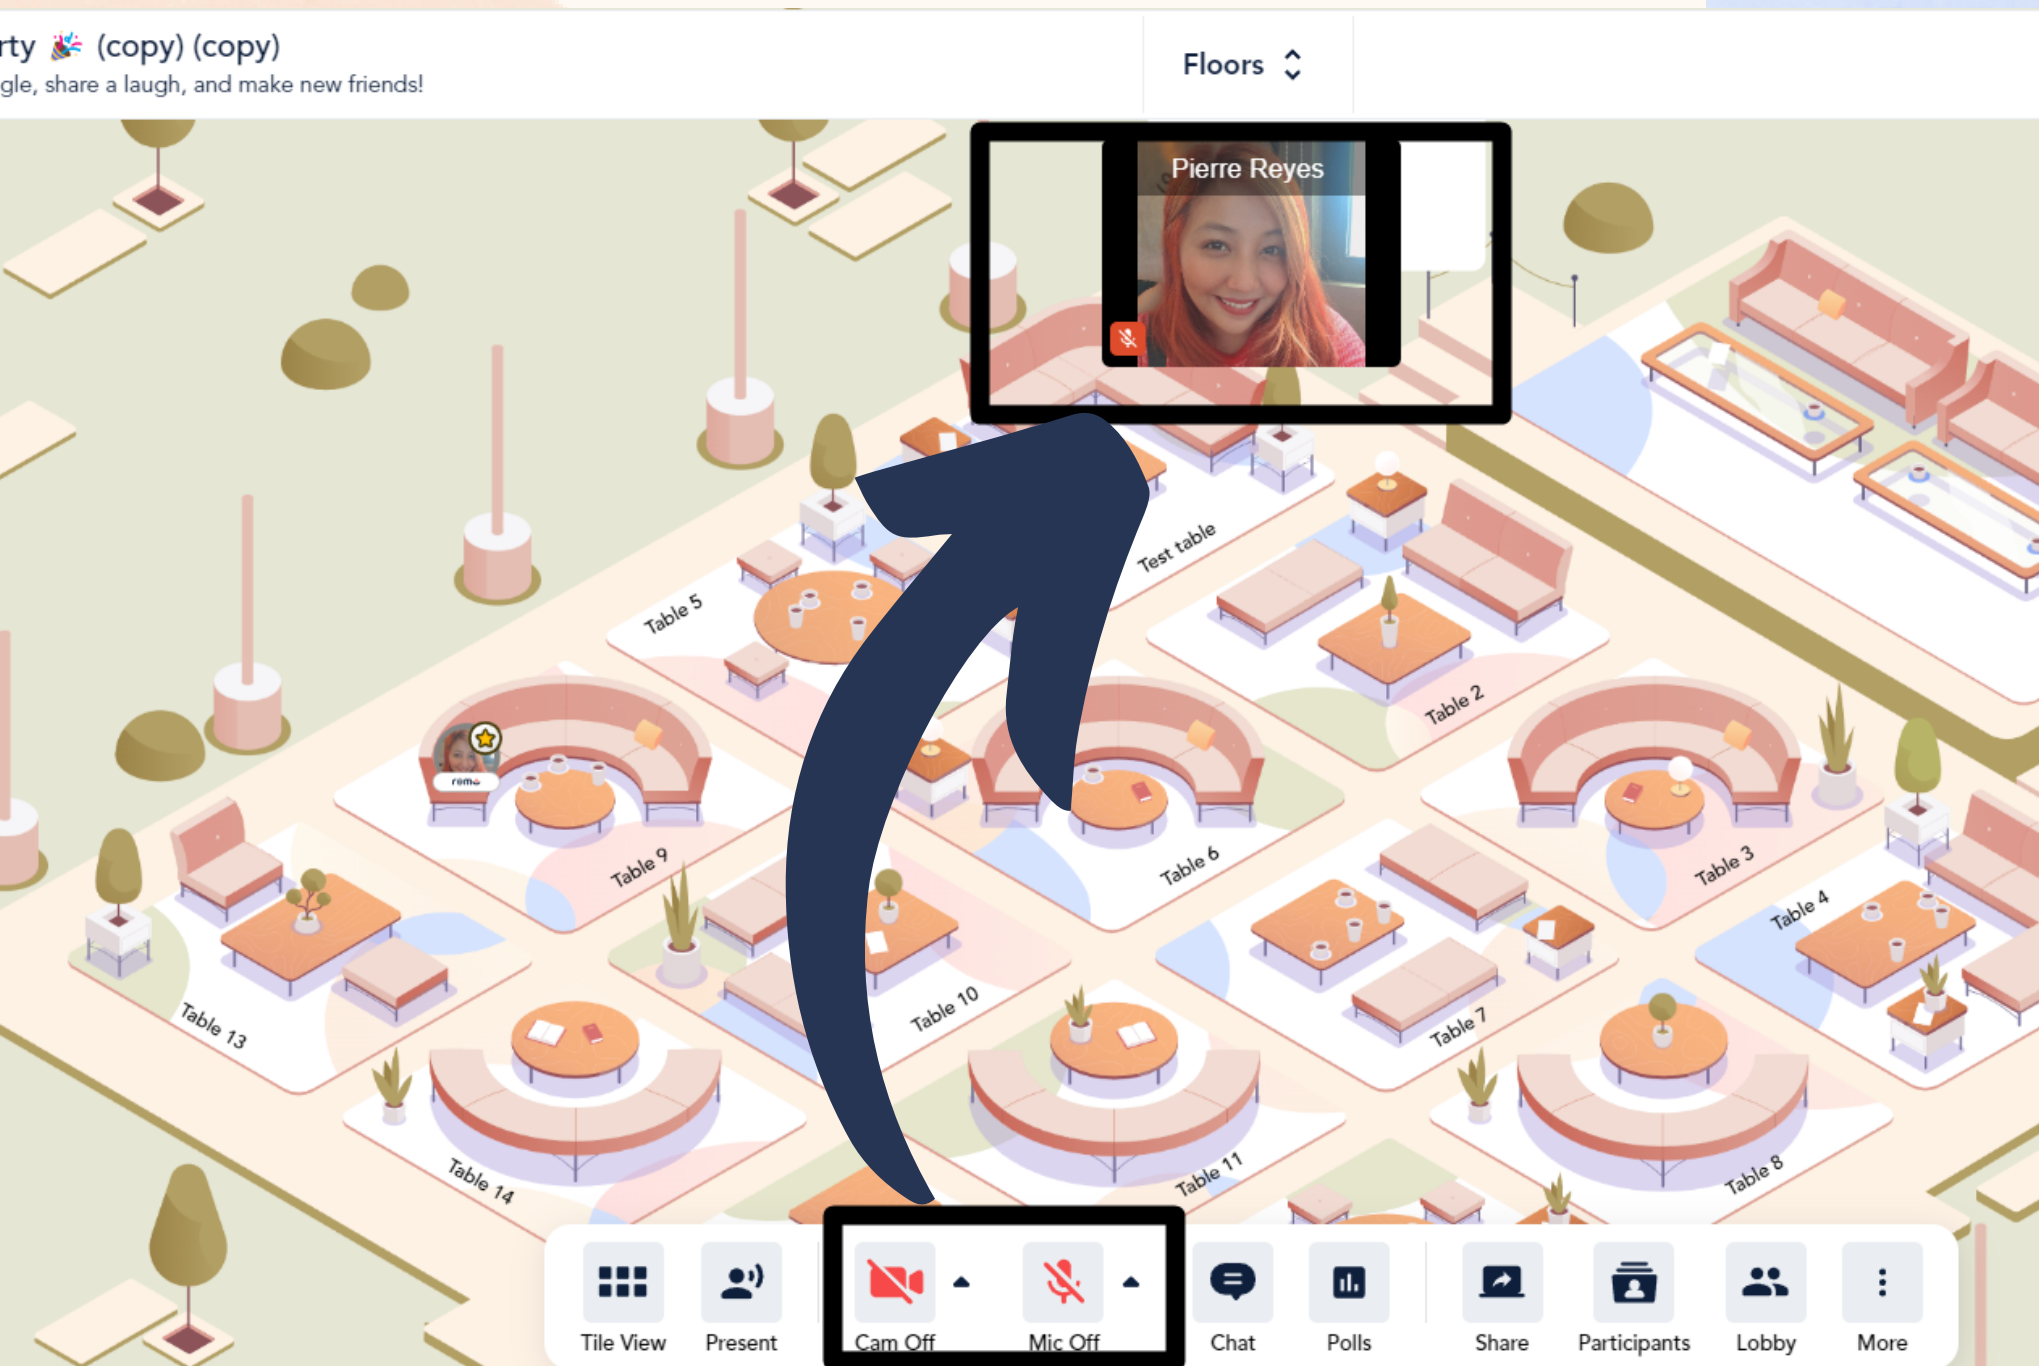 rty 🎉 (copy) (copy)
gle, share a laugh, and make new friends!
Floors
Pierre Reyes
Test table
Table 5
Table 2
Table 9
Table 6
Table 3
Table 4
Table 13
Table 10
Table 7
Table 14
Table 11
Table 8
remo
Tile View
Present
Cam Off
Mic Off
Chat
Polls
Share
Participants
Lobby
More